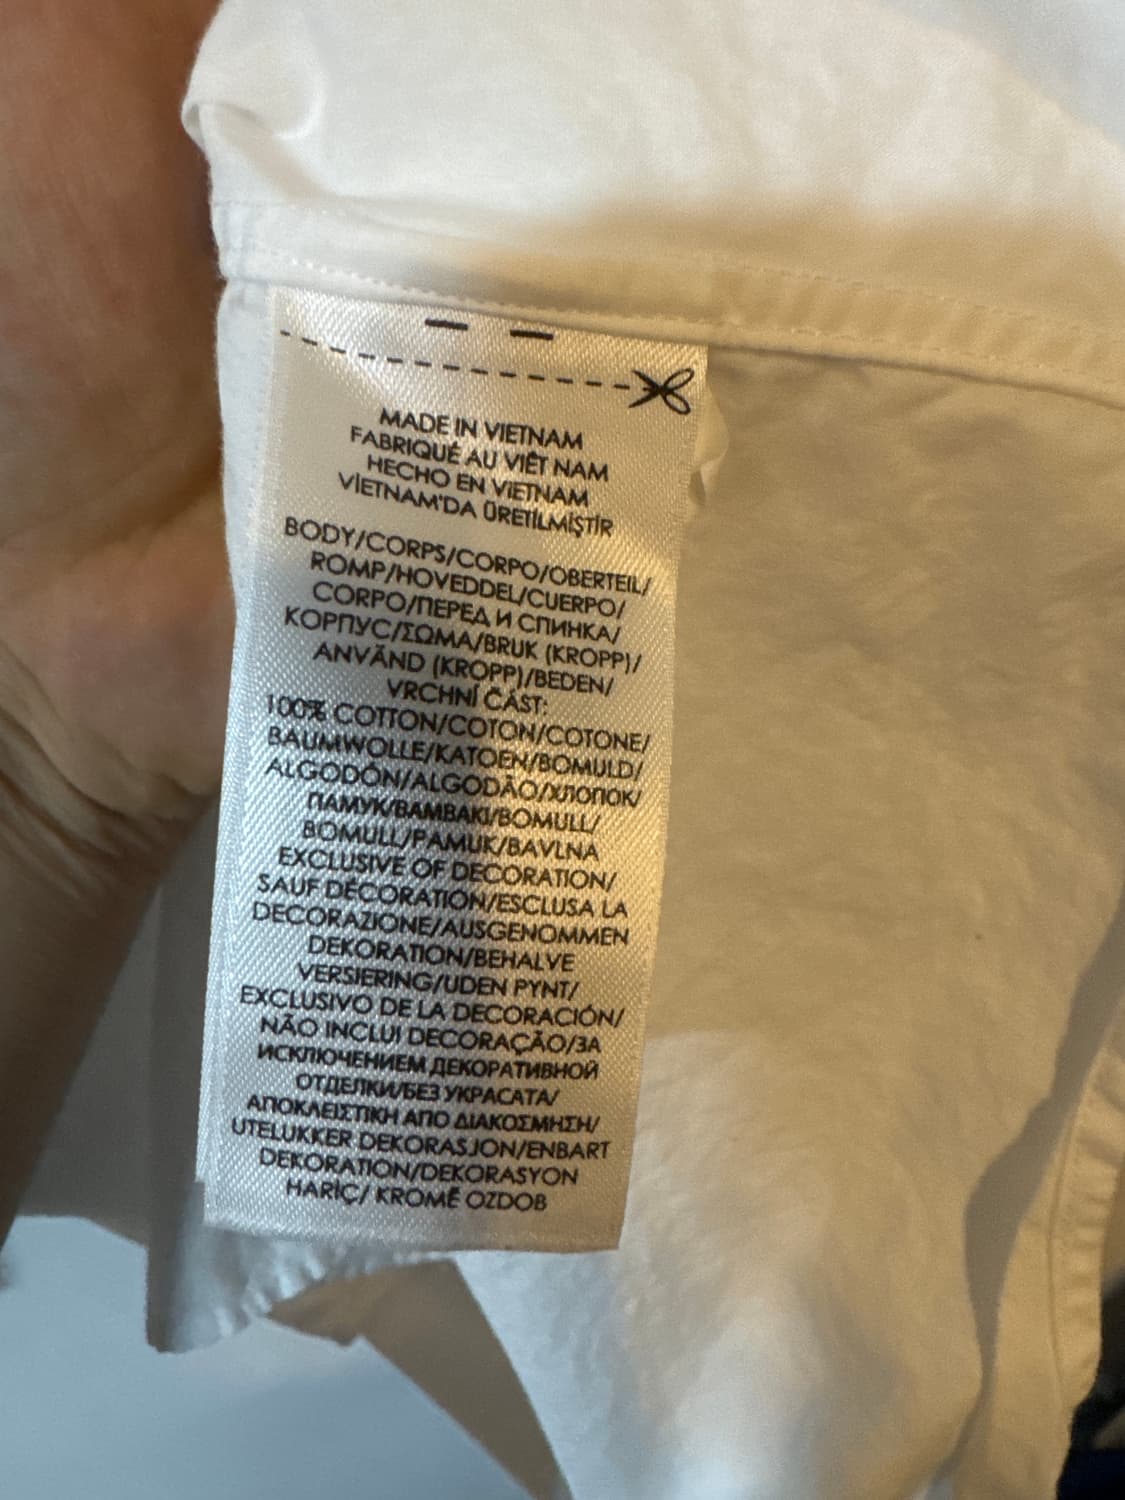 MADE IN VIETNAM
FABRIQUÉ AU VIÊT NAM
HECHO EN VIETNAM
VİETNAM'DA ÜRETİLMİŞTİR
BODY/CORPS/CORPO/OBERTEIL/
ROMP/HOVEDDEL/CUERPO/
CORPO/ПЕРЕД И СПИНКА/
КОРПУС/ΣΩΜΑ/BRUK (KROPP)/
ANVÄND (KROPP)/BEDEN/
VRCHNÍ ČÁST:
100% COTTON/COTON/COTONE/
BAUMWOLLE/KATOEN/BOMULD/
ALGODÓN/ALGODÃO/ХЛОПОК/
ПАМУК/BAMBAKI/BOMULL/
BOMULL/PAMUK/BAVLNA
EXCLUSIVE OF DECORATION/
SAUF DÉCORATION/ESCLUSA LA
DECORAZIONE/AUSGENOMMEN
DEKORATION/BEHALVE
VERSIERING/UDEN PYNT/
EXCLUSIVO DE LA DECORACIÓN/
NÃO INCLUI DECORAÇÃO/ЗА
ИСКЛЮЧЕНИЕМ ДЕКОРАТИВНОЙ
ОТДЕЛКИ/БЕЗ УКРАСАТА/
ΑΠΟΚΛΕΙΣΤΙΚΗ ΑΠΟ ΔΙΑΚΟΣΜΗΣΗ/
UTELUKKER DEKORASJON/ENBART
DEKORATION/DEKORASYON
HARİÇ/ KROMĚ OZDOB